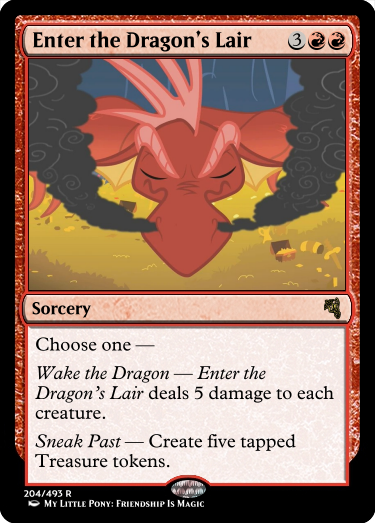 Enter the Dragon's Lair 3
Sorcery
Choose one —
Wake the Dragon — Enter the
Dragon's Lair deals 5 damage to each
creature.
Sneak Past — Create five tapped
Treasure tokens.
204/493 R
My Little Pony: Friendship Is Magic